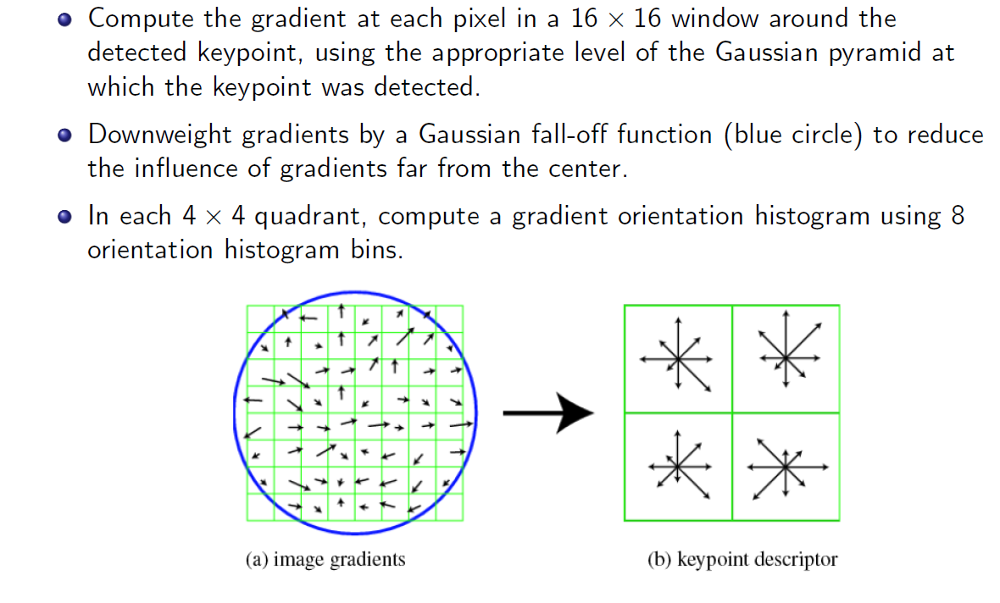 Compute the gradient at each pixel in a 16 × 16 window around the
detected keypoint, using the appropriate level of the Gaussian pyramid at
which the keypoint was detected.
Downweight gradients by a Gaussian fall-off function (blue circle) to reduce
the influence of gradients far from the center.
In each 4 × 4 quadrant, compute a gradient orientation histogram using 8
orientation histogram bins.
(a) image gradients
(b) keypoint descriptor